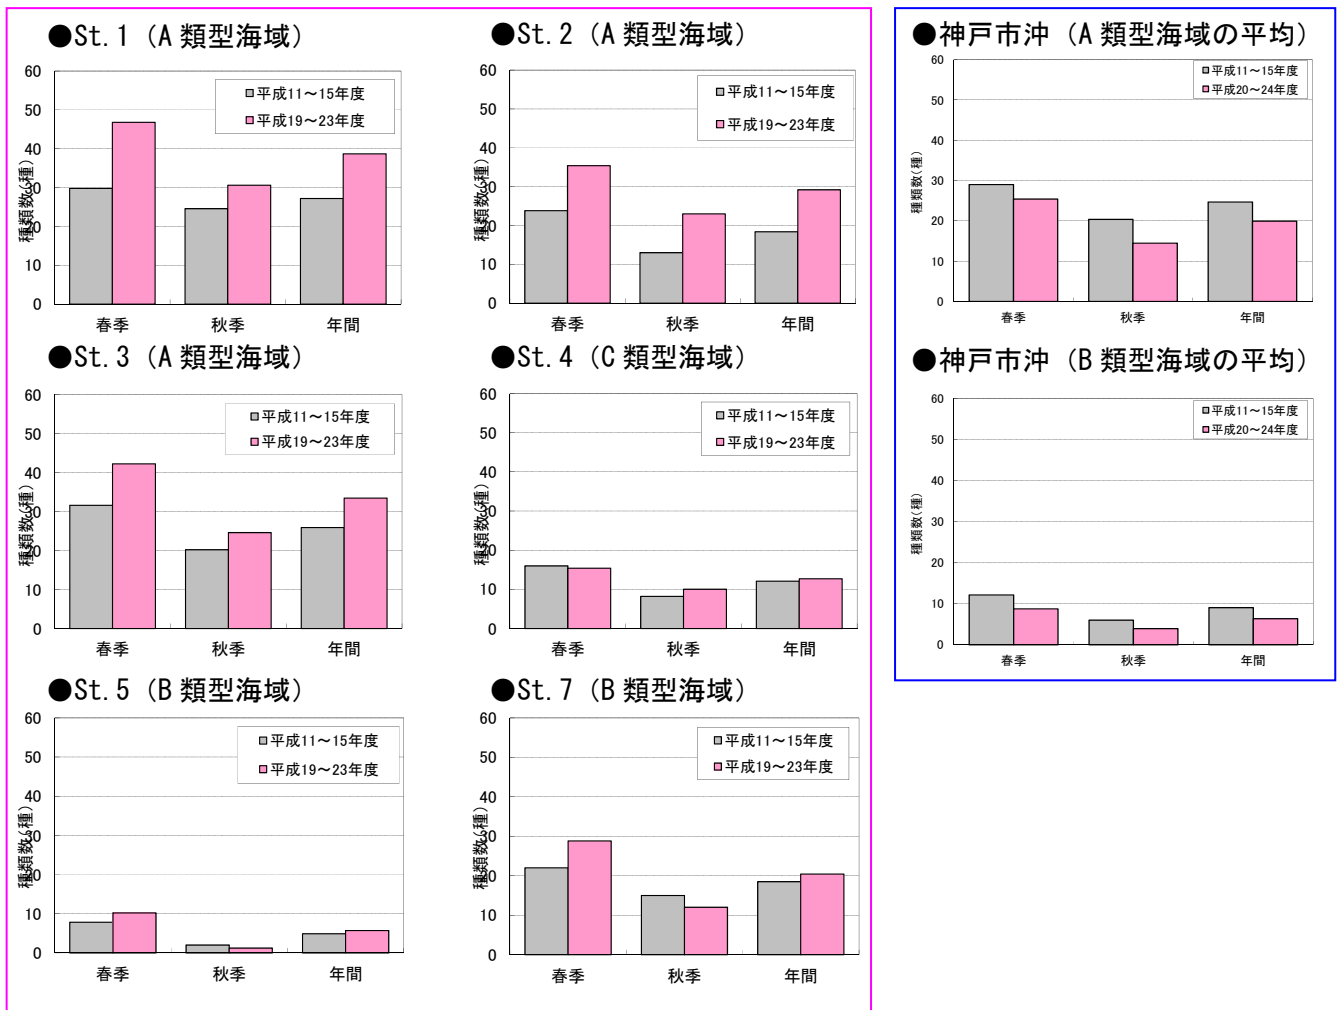 ●St.1（A類型海域）
60
50
40
30
20
10
0
種類数(種)
平成11～15年度
平成19～23年度
春季 秋季 年間
●St.2（A類型海域）
60
50
40
30
20
10
0
種類数(種)
平成11～15年度
平成19～23年度
春季 秋季 年間
●St.3（A類型海域）
60
50
40
30
20
10
0
種類数(種)
平成11～15年度
平成19～23年度
春季 秋季 年間
●St.4（C類型海域）
60
50
40
30
20
10
0
種類数(種)
平成11～15年度
平成19～23年度
春季 秋季 年間
●St.5（B類型海域）
60
50
40
30
20
10
0
種類数(種)
平成11～15年度
平成19～23年度
春季 秋季 年間
●St.7（B類型海域）
60
50
40
30
20
10
0
種類数(種)
平成11～15年度
平成19～23年度
春季 秋季 年間
●神戸市沖（A類型海域の平均）
60
50
40
30
20
10
0
種類数(種)
平成11～15年度
平成20～24年度
春季 秋季 年間
●神戸市沖（B類型海域の平均）
60
50
40
30
20
10
0
種類数(種)
平成11～15年度
平成20～24年度
春季 秋季 年間